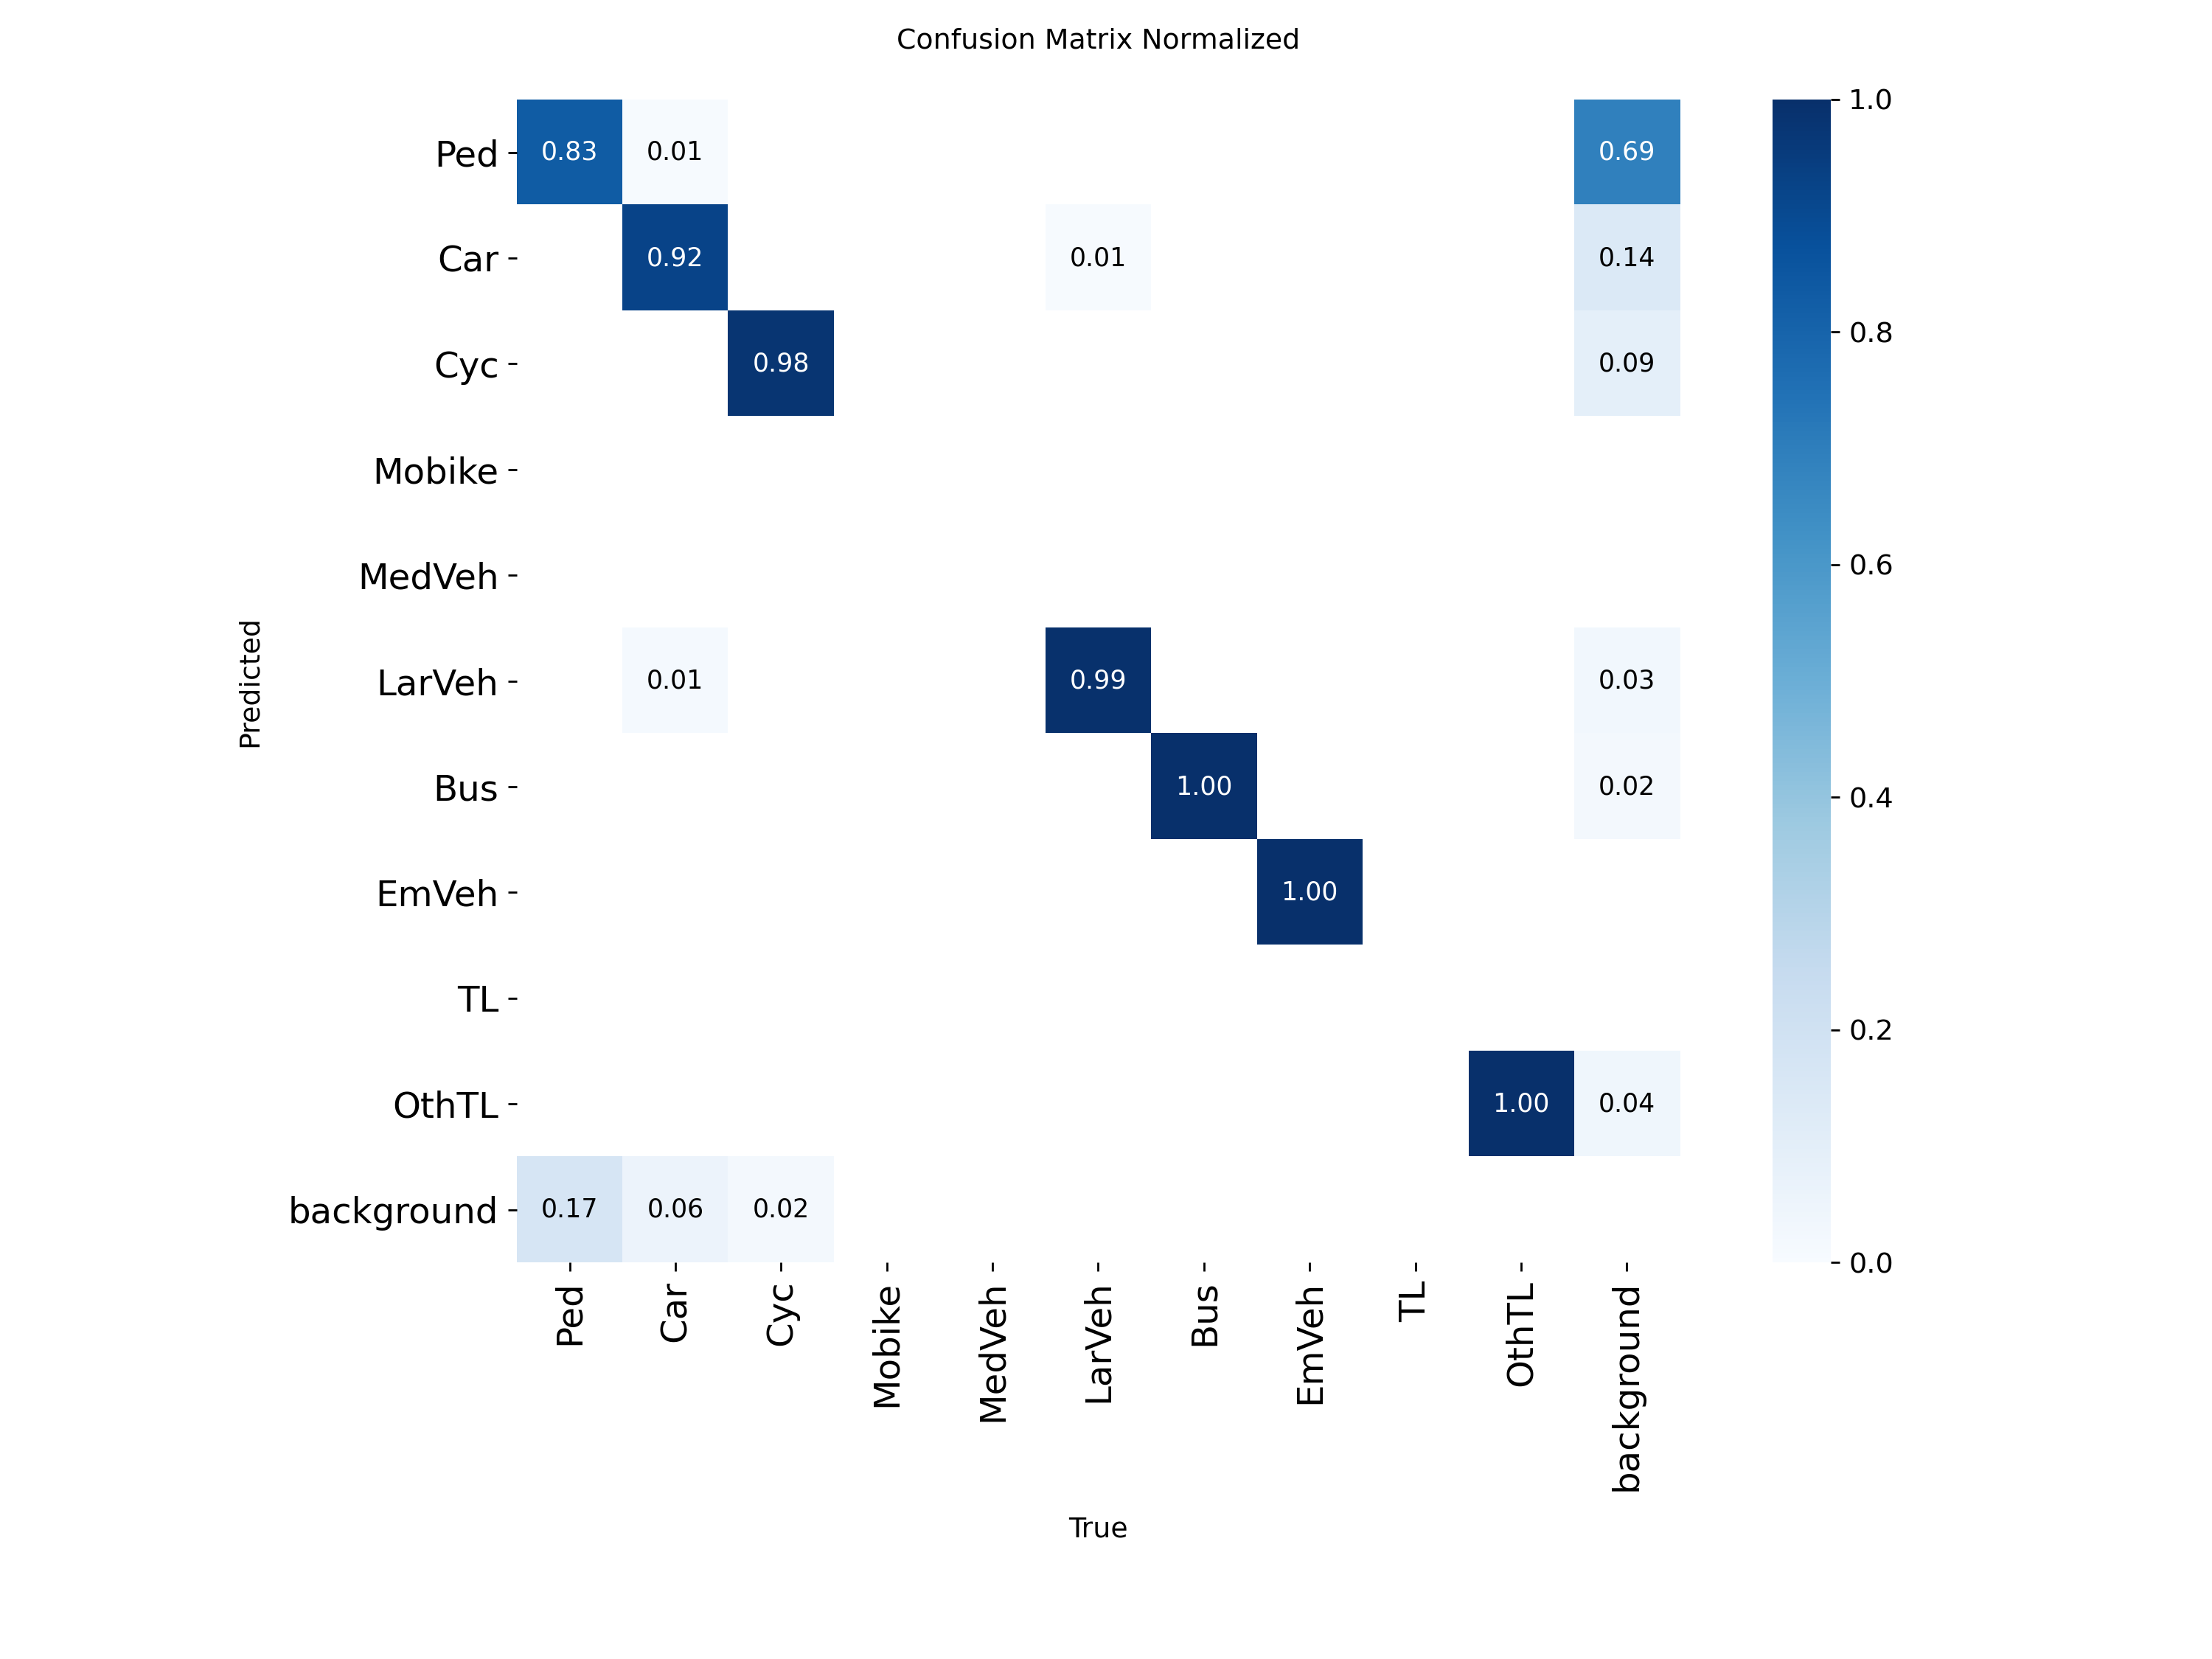 Confusion Matrix Normalized
Ped 0.83 0.01 0.69
Car 0.92 0.01 0.14
Cyc 0.98 0.09
Mobike
MedVeh
LarVeh 0.01 0.99 0.03
Bus 1.00 0.02
EmVeh 1.00
TL
OthTL 1.00 0.04
background 0.17 0.06 0.02
Predicted
Ped Car Cyc Mobike MedVeh LarVeh Bus EmVeh TL OthTL background
True
1.0
0.8
0.6
0.4
0.2
0.0